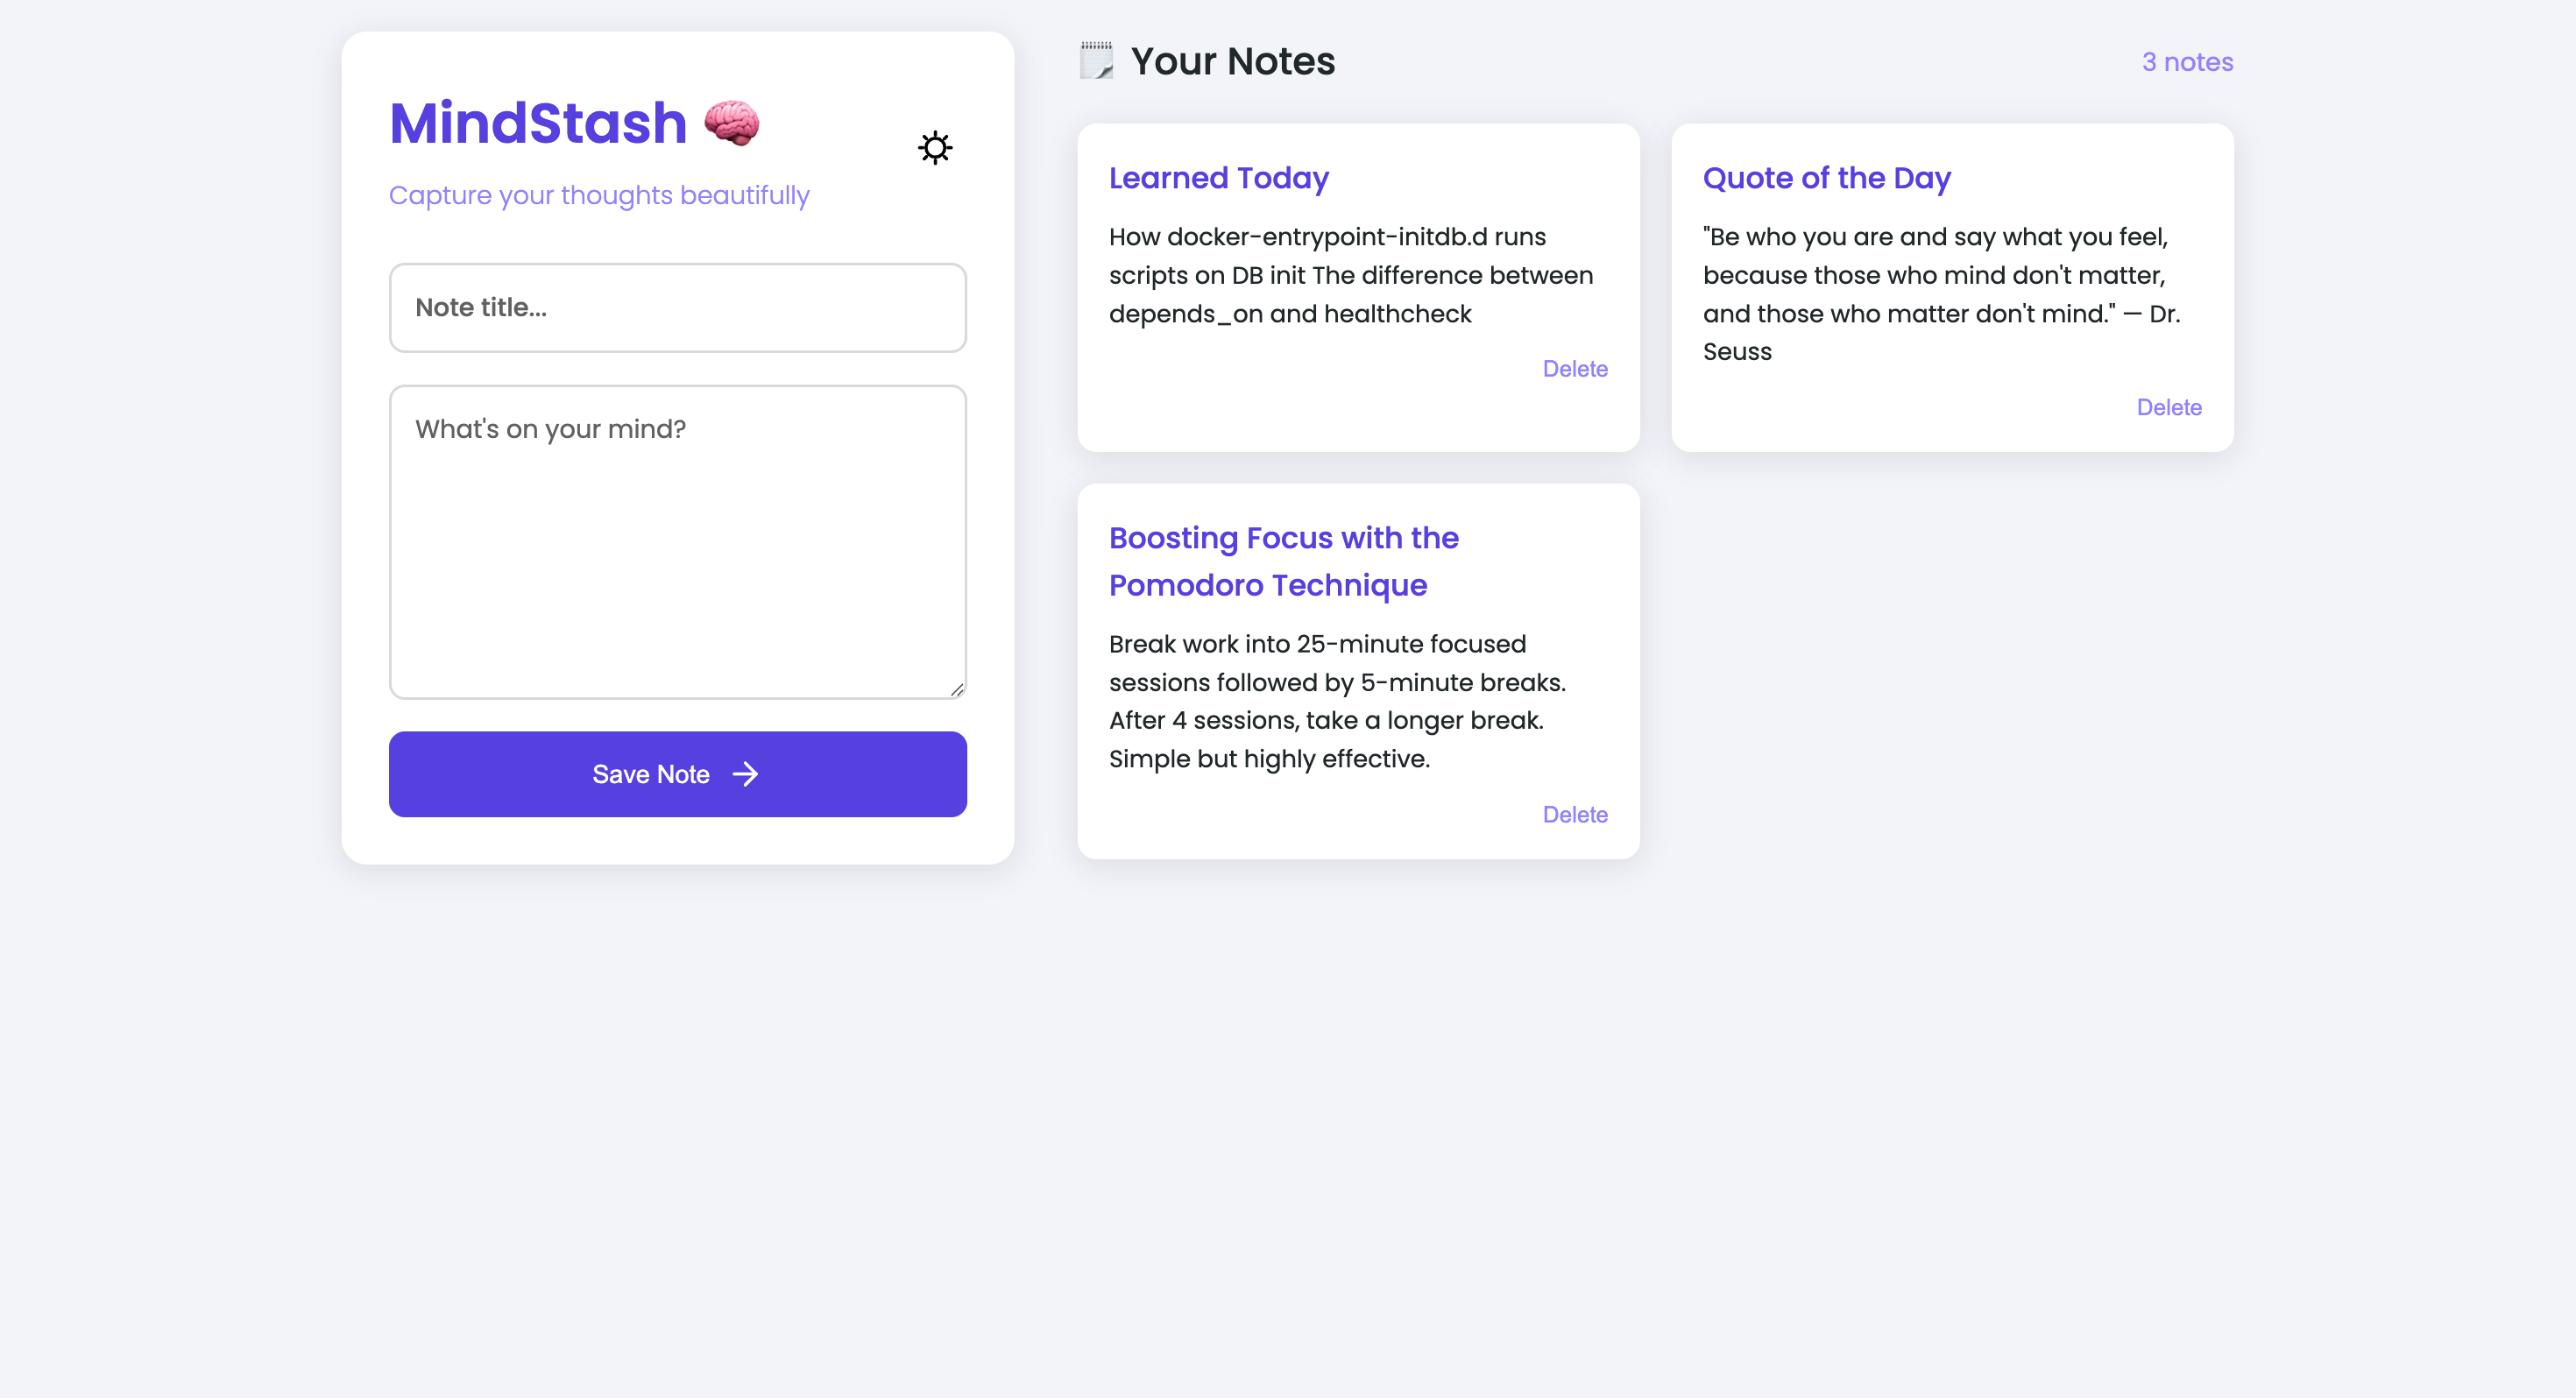 MindStash
Capture your thoughts beautifully
Note title...
What's on your mind?
Save Note
Your Notes
3 notes
Learned Today
How docker-entrypoint-initdb.d runs
scripts on DB init The difference between
depends_on and healthcheck
Delete
Quote of the Day
"Be who you are and say what you feel,
because those who mind don't matter,
and those who matter don't mind." — Dr.
Seuss
Delete
Boosting Focus with the
Pomodoro Technique
Break work into 25-minute focused
sessions followed by 5-minute breaks.
After 4 sessions, take a longer break.
Simple but highly effective.
Delete